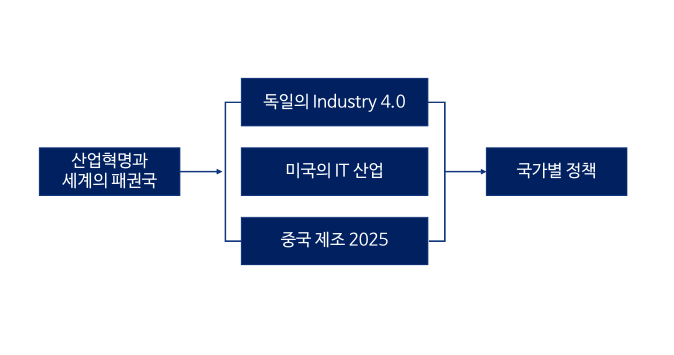 산업혁명과
세계의 패권국
독일의 Industry 4.0
미국의 IT 산업
중국 제조 2025
국가별 정책